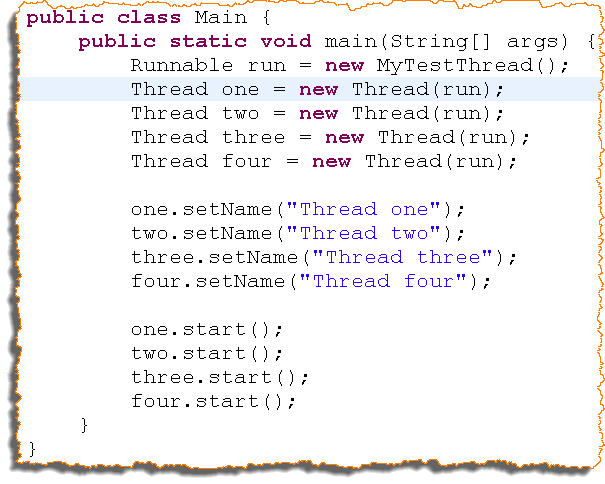 public class Main {
    public static void main(String[] args) {
        Runnable run = new MyTestThread();
        Thread one = new Thread(run);
        Thread two = new Thread(run);
        Thread three = new Thread(run);
        Thread four = new Thread(run);

        one.setName("Thread one");
        two.setName("Thread two");
        three.setName("Thread three");
        four.setName("Thread four");

        one.start();
        two.start();
        three.start();
        four.start();
    }
}